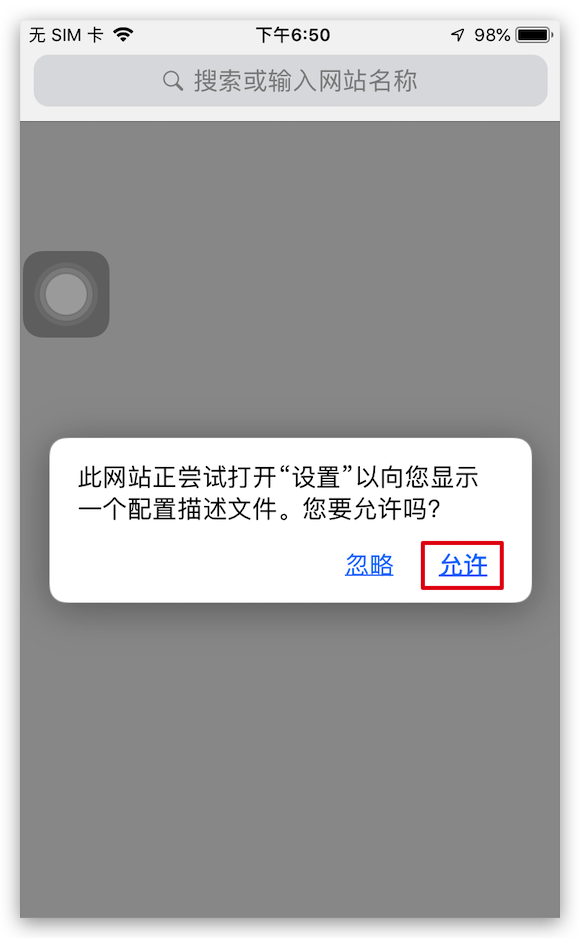 无 SIM 卡 下午6:50 98%
搜索或输入网站名称
此网站正尝试打开“设置”以向您显示
一个配置描述文件。您要允许吗?
忽略 允许